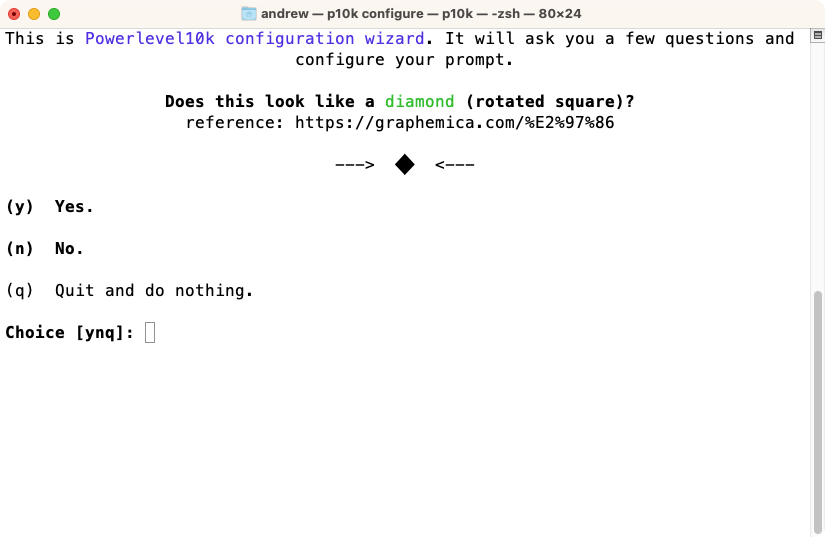 andrew — p10k configure — p10k — -zsh — 80×24
This is Powerlevel10k configuration wizard. It will ask you a few questions and
configure your prompt.
Does this look like a diamond (rotated square)?
reference: https://graphemica.com/%E2%97%86
---> ◆ <---
(y) Yes.
(n) No.
(q) Quit and do nothing.
Choice [ynq]: